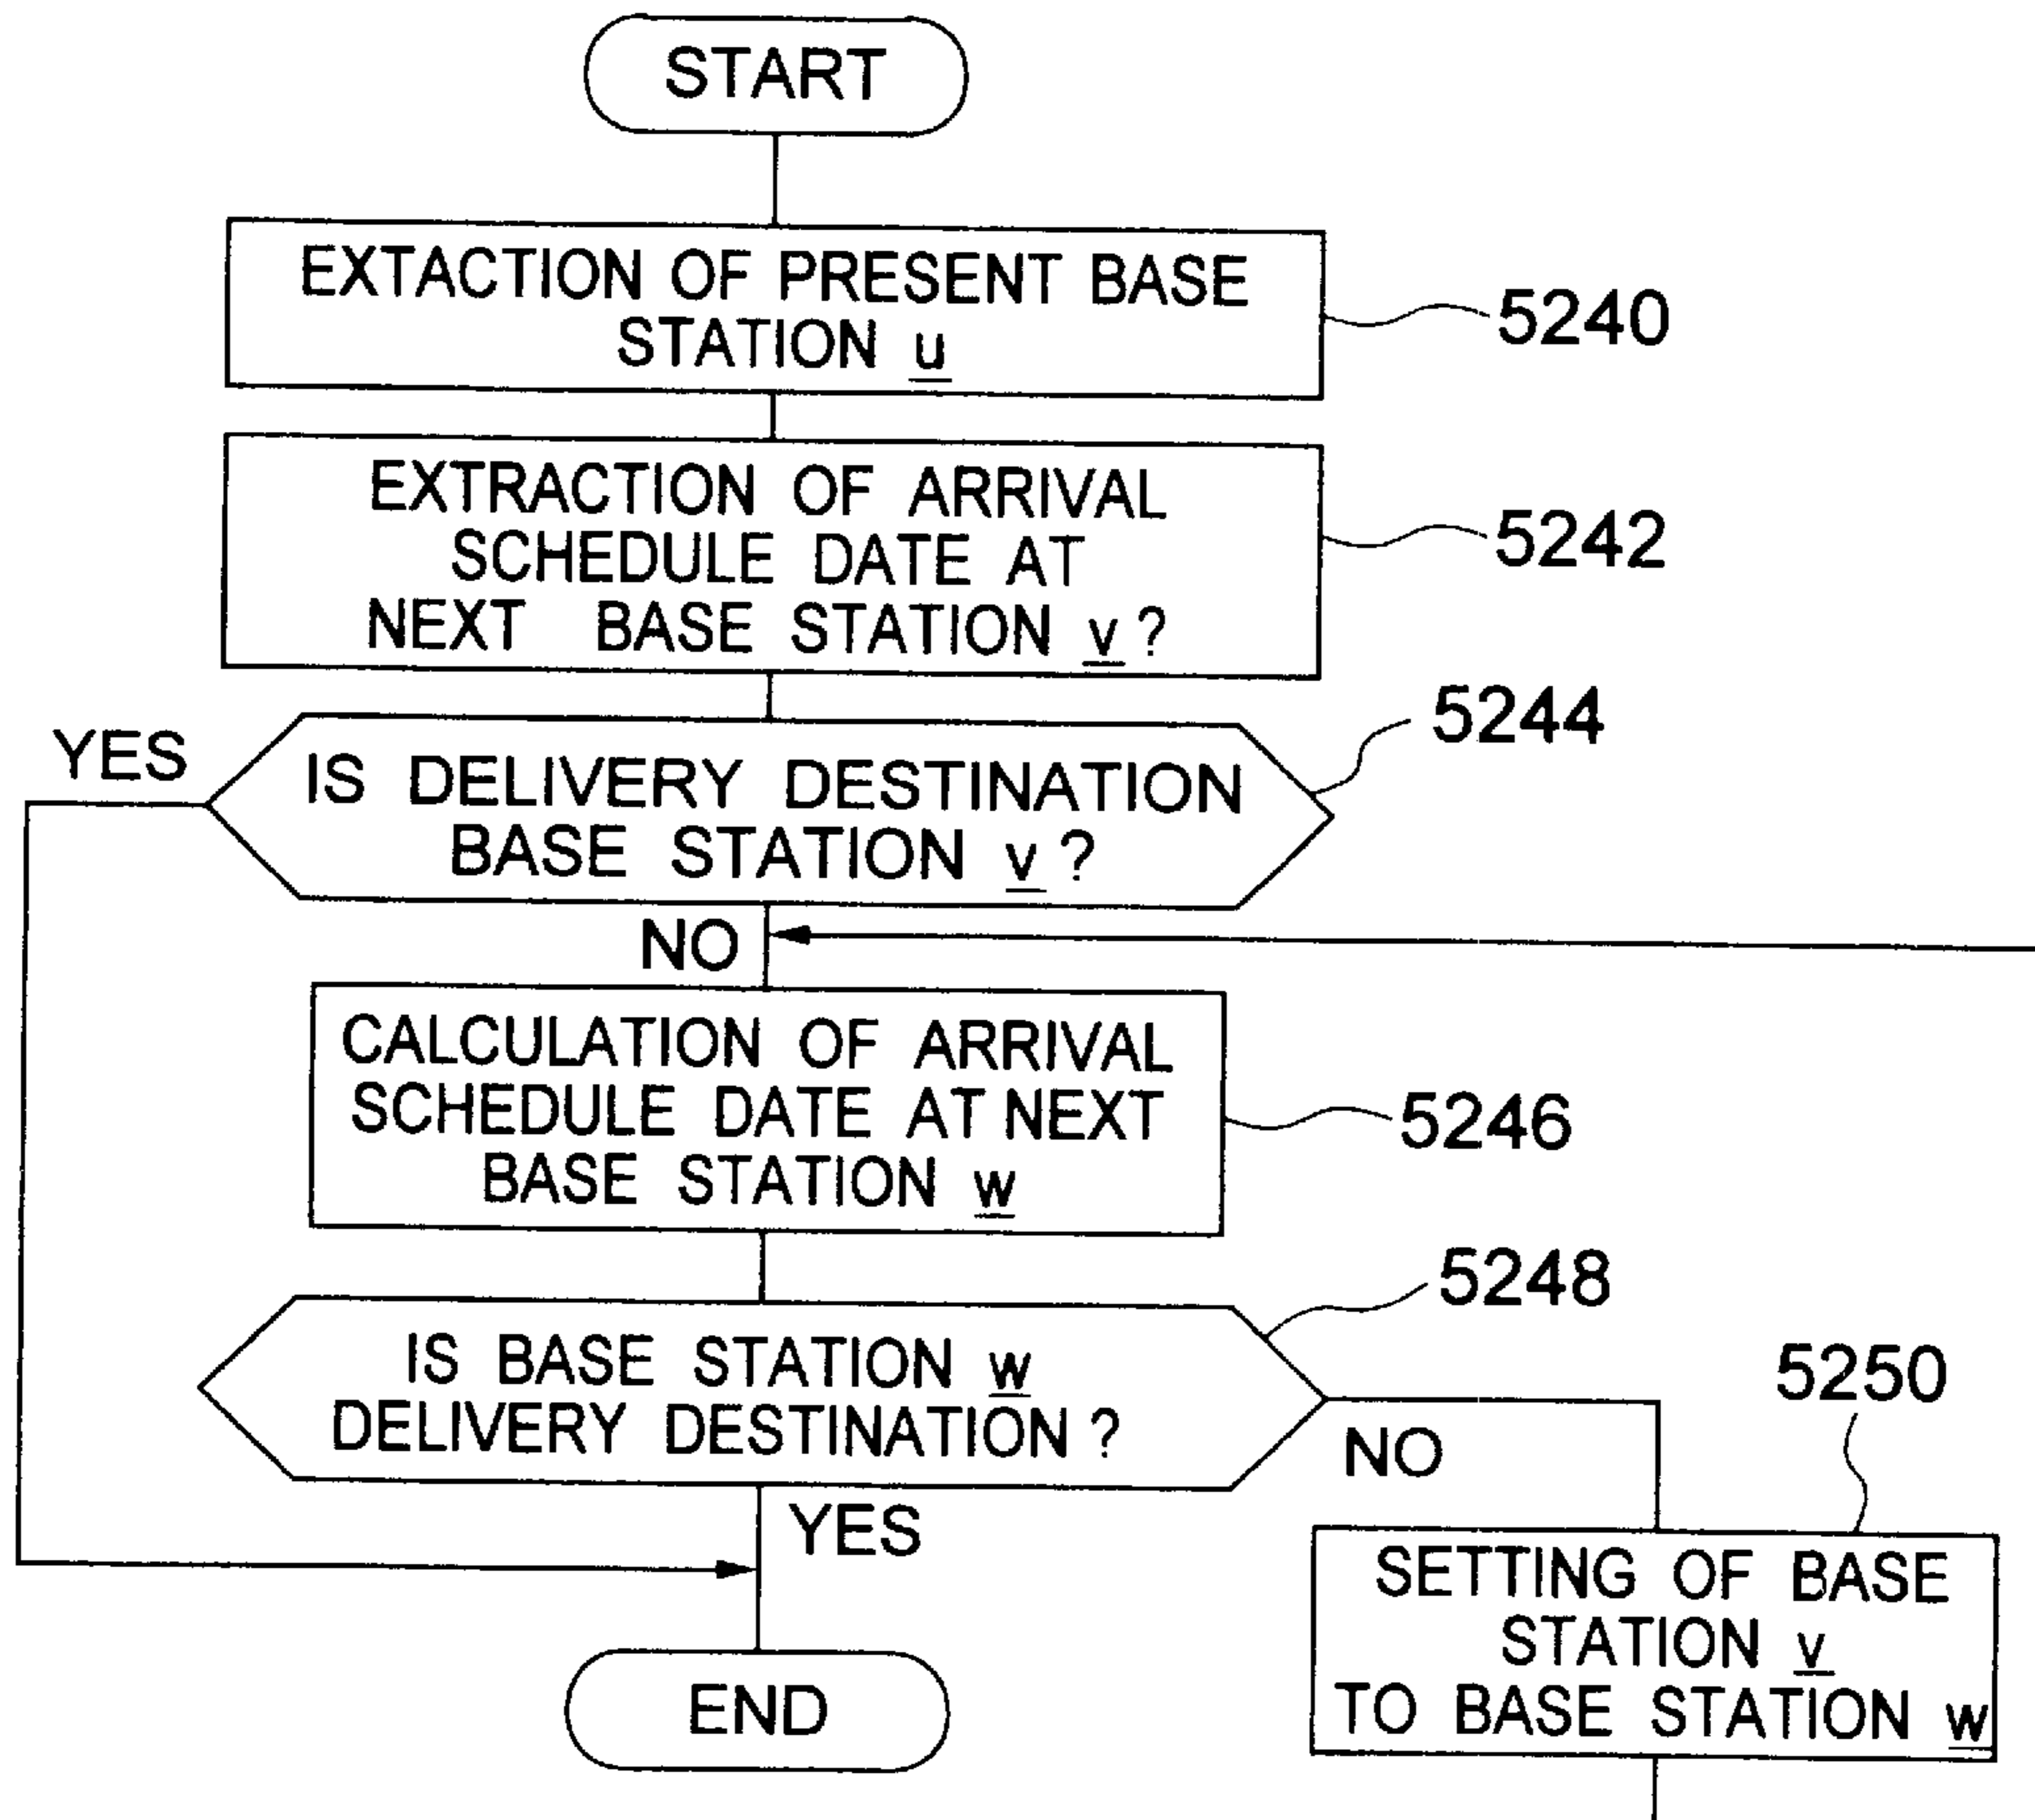 START
EXTACTION OF PRESENT BASE
STATION u
5240
EXTRACTION OF ARRIVAL
SCHEDULE DATE AT
NEXT BASE STATION v ?
5242
5244
YES
IS DELIVERY DESTINATION
BASE STATION v ?
NO
CALCULATION OF ARRIVAL
SCHEDULE DATE AT NEXT
BASE STATION w
5246
5248
IS BASE STATION w
DELIVERY DESTINATION ?
NO
5250
YES
SETTING OF BASE
STATION v
TO BASE STATION w
END